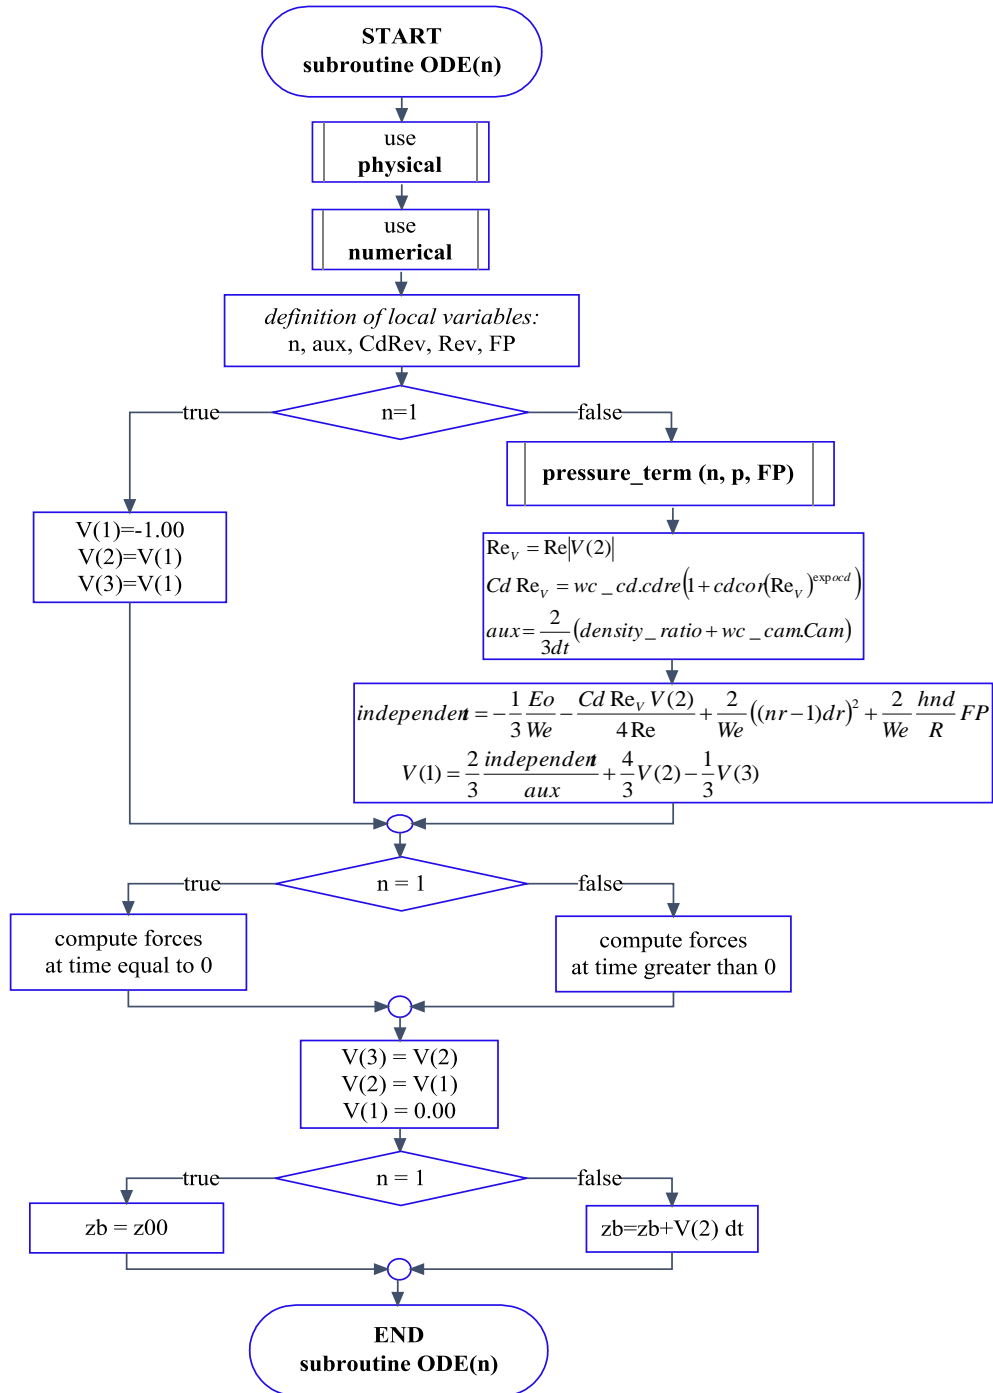 START
subroutine ODE(n)
use
physical
use
numerical
definition of local variables:
n, aux, CdRev, Rev, FP
n=1
true
false
pressure_term (n, p, FP)
V(1)=-1.00
V(2)=V(1)
V(3)=V(1)
Re_V = Re|V(2)|
Cd Re_V = wc_cd.cdre(1+cdcor(Re_V)^expocd)
aux = 2/3dt (density_ratio + wc_cam.Cam)
independent = -1/3 Eo/We - Cd Re_V V(2)/4Re + 2/We ((nr-1)dr)^2 + 2/We hnd/R FP
V(1) = 2/3 independent/aux + 4/3 V(2) - 1/3 V(3)
n = 1
true
false
compute forces
at time equal to 0
compute forces
at time greater than 0
V(3) = V(2)
V(2) = V(1)
V(1) = 0.00
n = 1
true
false
zb = z00
zb=zb+V(2) dt
END
subroutine ODE(n)